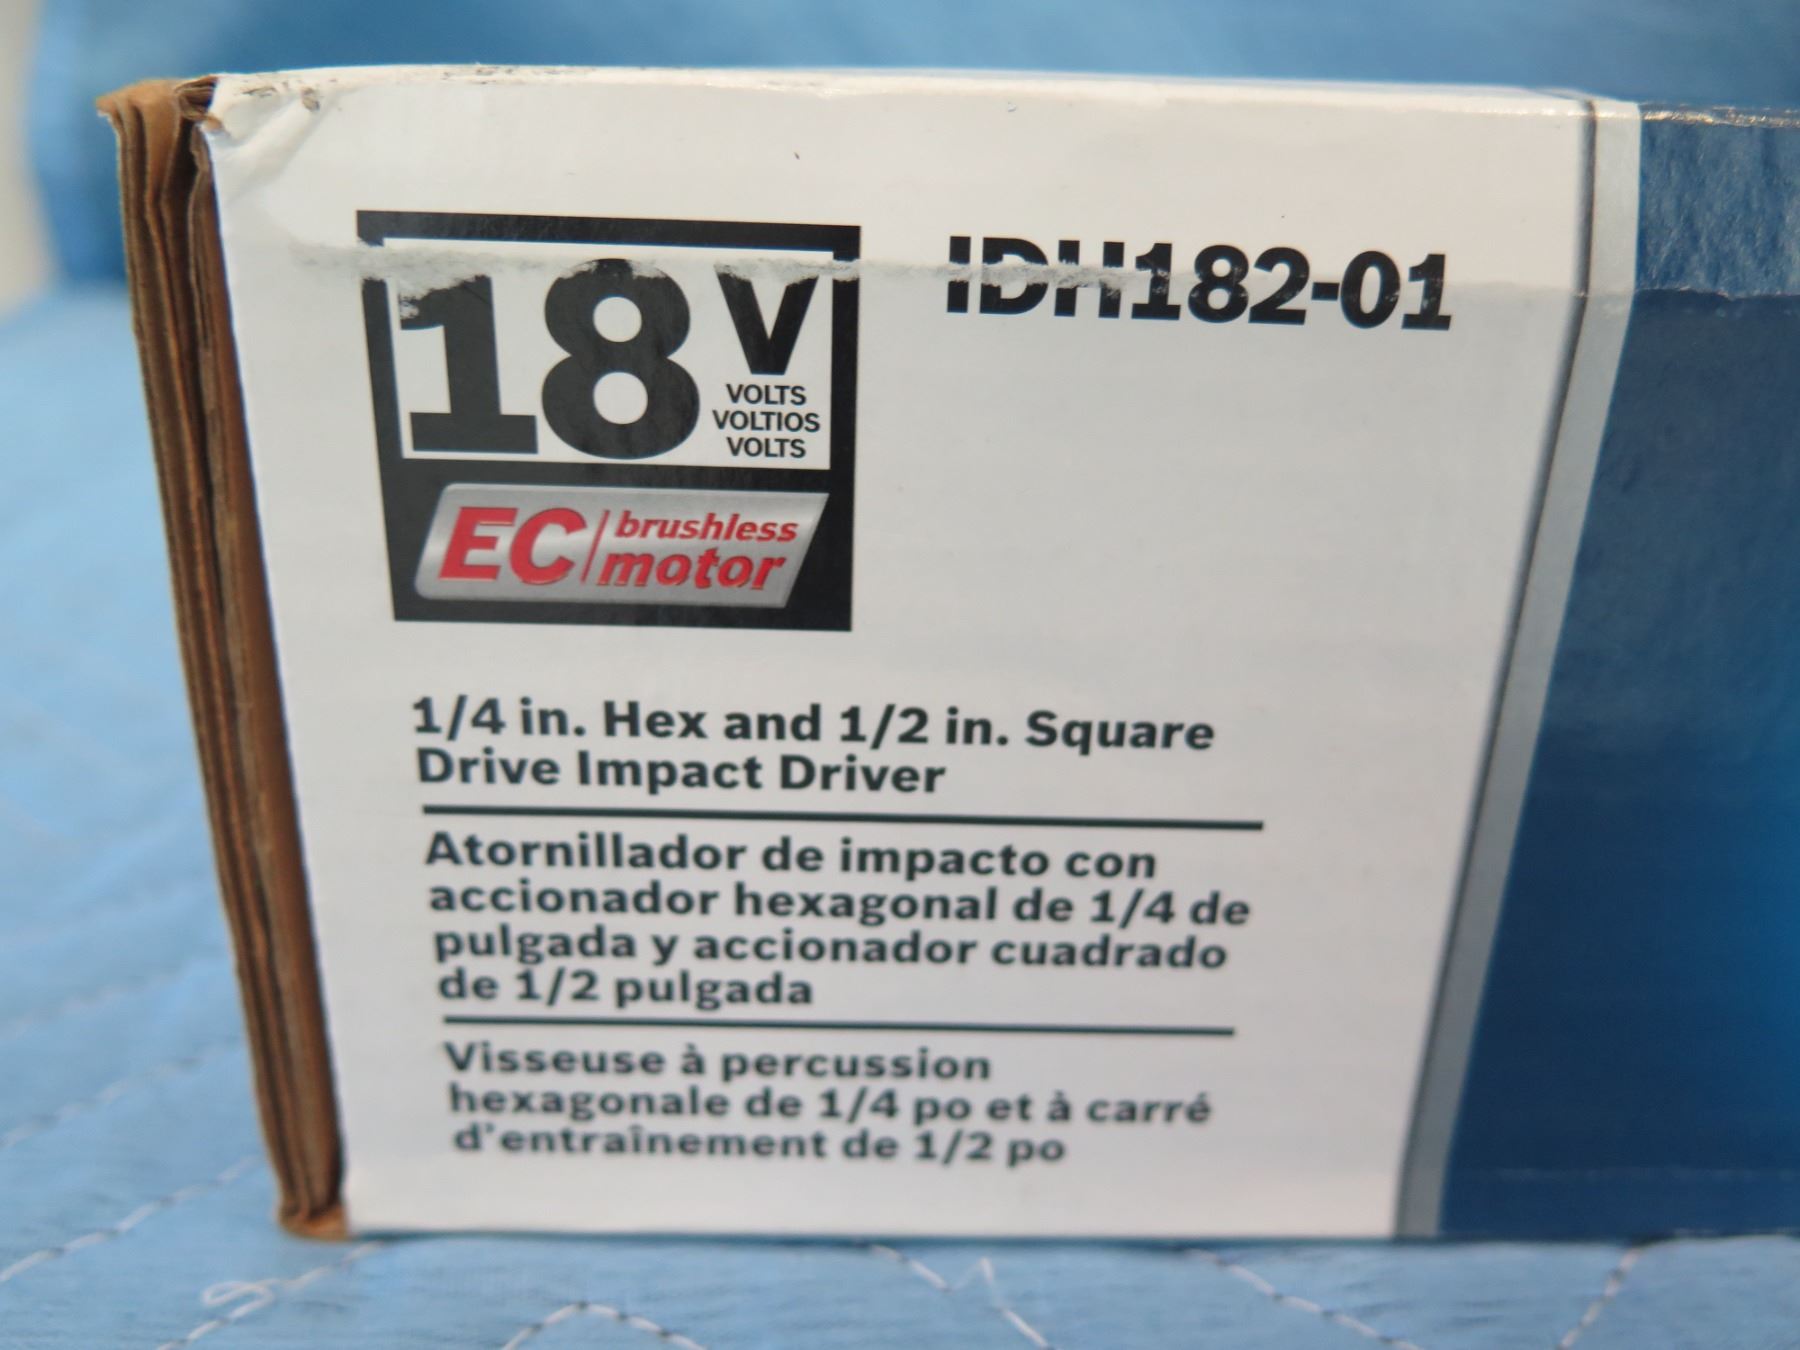 18V
VOLTS
VOLTIOS
VOLTS
EC brushless
motor
IDH182-01
1/4 in. Hex and 1/2 in. Square
Drive Impact Driver
Atornillador de impacto con
accionador hexagonal de 1/4 de
pulgada y accionador cuadrado
de 1/2 pulgada
Visseuse à percussion
hexagonale de 1/4 po et à carré
d'entraînement de 1/2 po